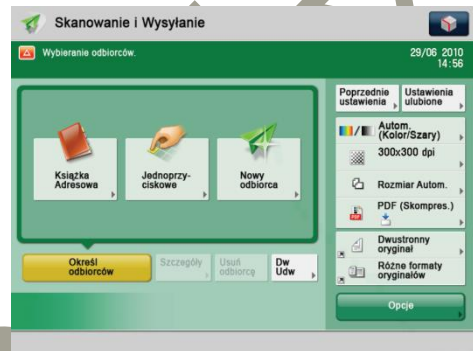 Skanowanie i Wysyłanie
Wybieranie odbiorców.
29/06 2010
14:56
Książka
Adresowa
Jednoprzy-
ciskowe
Nowy
odbiorca
Określ
odbiorców
Szczegóły
Usuń
odbiorcę
Dw
Udw
Poprzednie
ustawienia
Ustawienia
ulubione
Autom.
(Kolor/Szary)
300x300 dpi
Rozmiar Autom.
PDF (Skompres.)
Dwustronny
oryginał
Różne formaty
oryginałów
Opcje